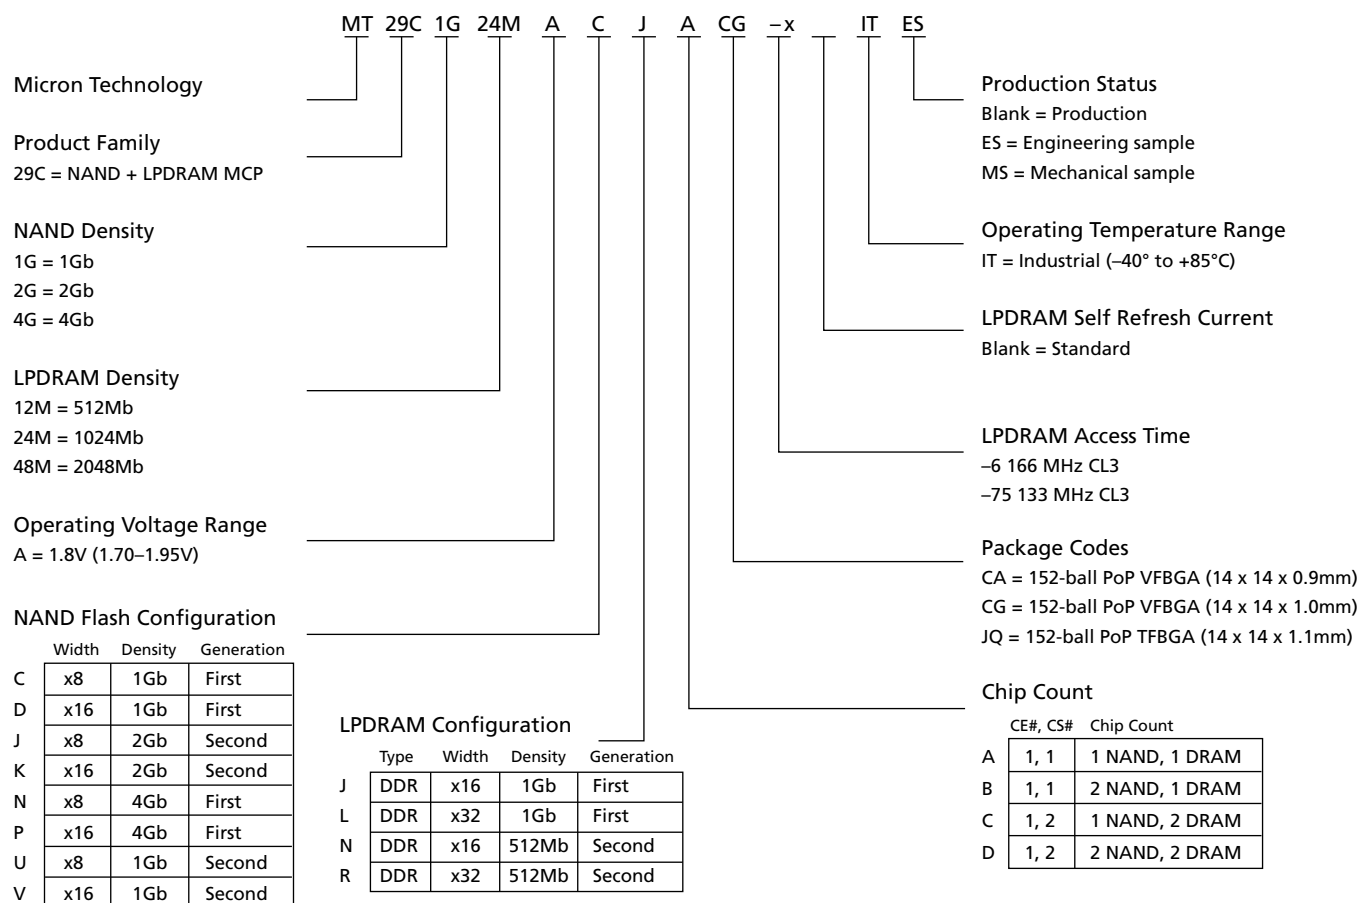 MT 29C 1G 24M A C J A CG –x IT ES
Micron Technology
Product Family
29C = NAND + LPDRAM MCP
NAND Density
1G = 1Gb
2G = 2Gb
4G = 4Gb
LPDRAM Density
12M = 512Mb
24M = 1024Mb
48M = 2048Mb
Operating Voltage Range
A = 1.8V (1.70–1.95V)
NAND Flash Configuration
Width Density Generation
C x8 1Gb First
D x16 1Gb First
J x8 2Gb Second
K x16 2Gb Second
N x8 4Gb First
P x16 4Gb First
U x8 1Gb Second
V x16 1Gb Second
LPDRAM Configuration
Type Width Density Generation
J DDR x16 1Gb First
L DDR x32 1Gb First
N DDR x16 512Mb Second
R DDR x32 512Mb Second
Production Status
Blank = Production
ES = Engineering sample
MS = Mechanical sample
Operating Temperature Range
IT = Industrial (–40° to +85°C)
LPDRAM Self Refresh Current
Blank = Standard
LPDRAM Access Time
–6 166 MHz CL3
–75 133 MHz CL3
Package Codes
CA = 152-ball PoP VFBGA (14 x 14 x 0.9mm)
CG = 152-ball PoP VFBGA (14 x 14 x 1.0mm)
JQ = 152-ball PoP TFBGA (14 x 14 x 1.1mm)
Chip Count
CE#, CS# Chip Count
A 1, 1 1 NAND, 1 DRAM
B 1, 1 2 NAND, 1 DRAM
C 1, 2 1 NAND, 2 DRAM
D 1, 2 2 NAND, 2 DRAM